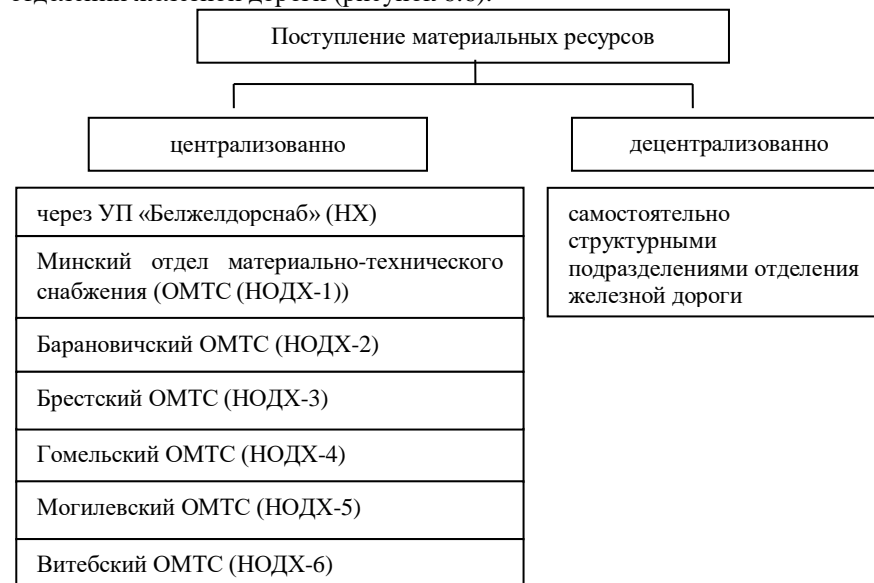 Поступление материальных ресурсов
централизованно
децентрализованно
через УП «Белжелдорснаб» (НХ)
Минский отдел материально-технического
снабжения (ОМТС (НОДХ-1))
Барановичский ОМТС (НОДХ-2)
Брестский ОМТС (НОДХ-3)
Гомельский ОМТС (НОДХ-4)
Могилевский ОМТС (НОДХ-5)
Витебский ОМТС (НОДХ-6)
самостоятельно
структурными
подразделениями отделения
железной дороги